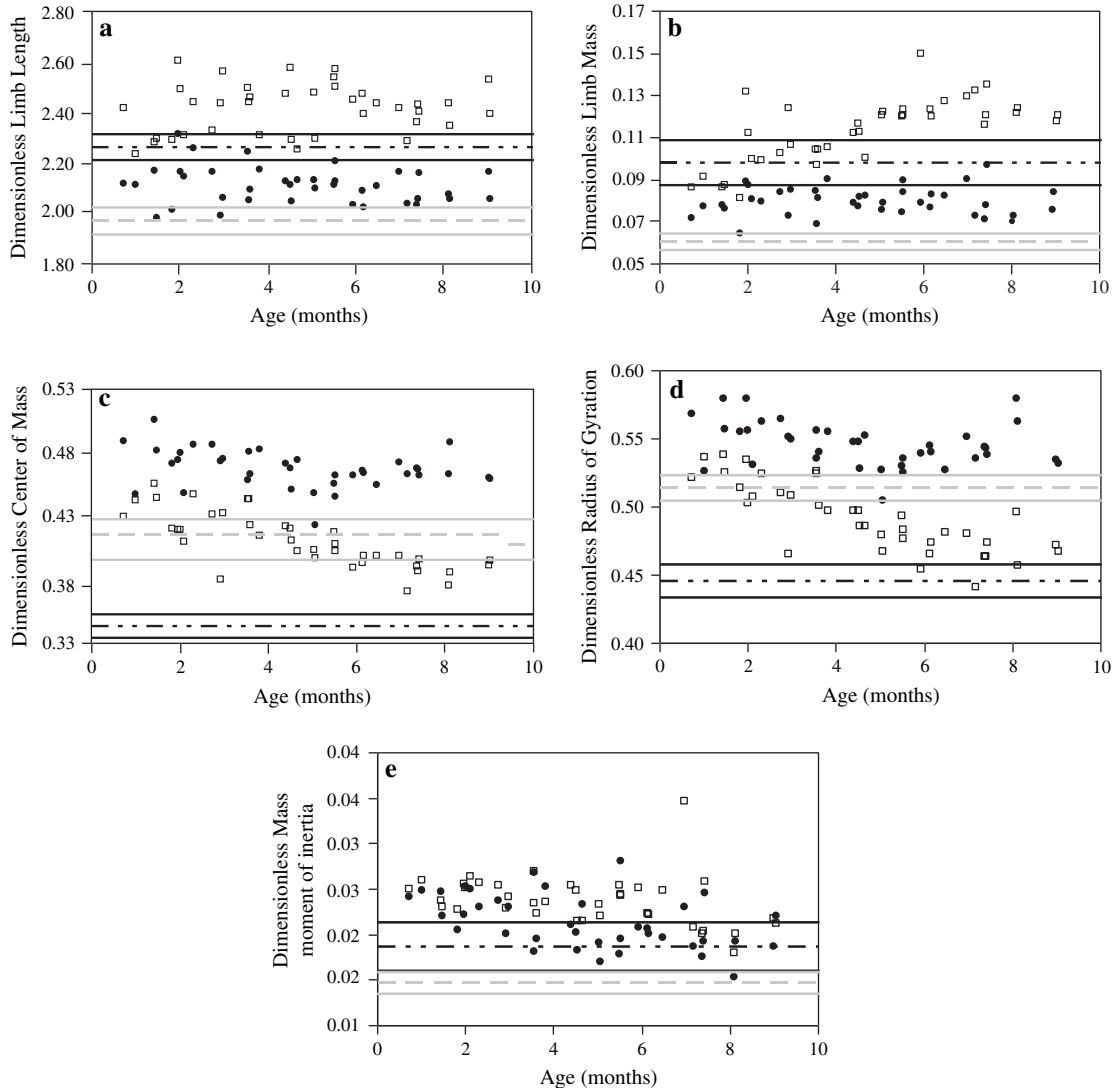 a
Dimensionless Limb Length
2.80
2.60
2.40
2.20
2.00
1.80
0 2 4 6 8 10
Age (months)
b
Dimensionless Limb Mass
0.17
0.15
0.13
0.11
0.09
0.07
0.05
0 2 4 6 8 10
Age (months)
c
Dimensionless Center of Mass
0.53
0.48
0.43
0.38
0.33
0 2 4 6 8 10
Age (months)
d
Dimensionless Radius of Gyration
0.60
0.55
0.50
0.45
0.40
0 2 4 6 8 10
Age (months)
e
Dimensionless Mass
moment of inertia
0.04
0.04
0.03
0.03
0.02
0.02
0.01
0 2 4 6 8 10
Age (months)